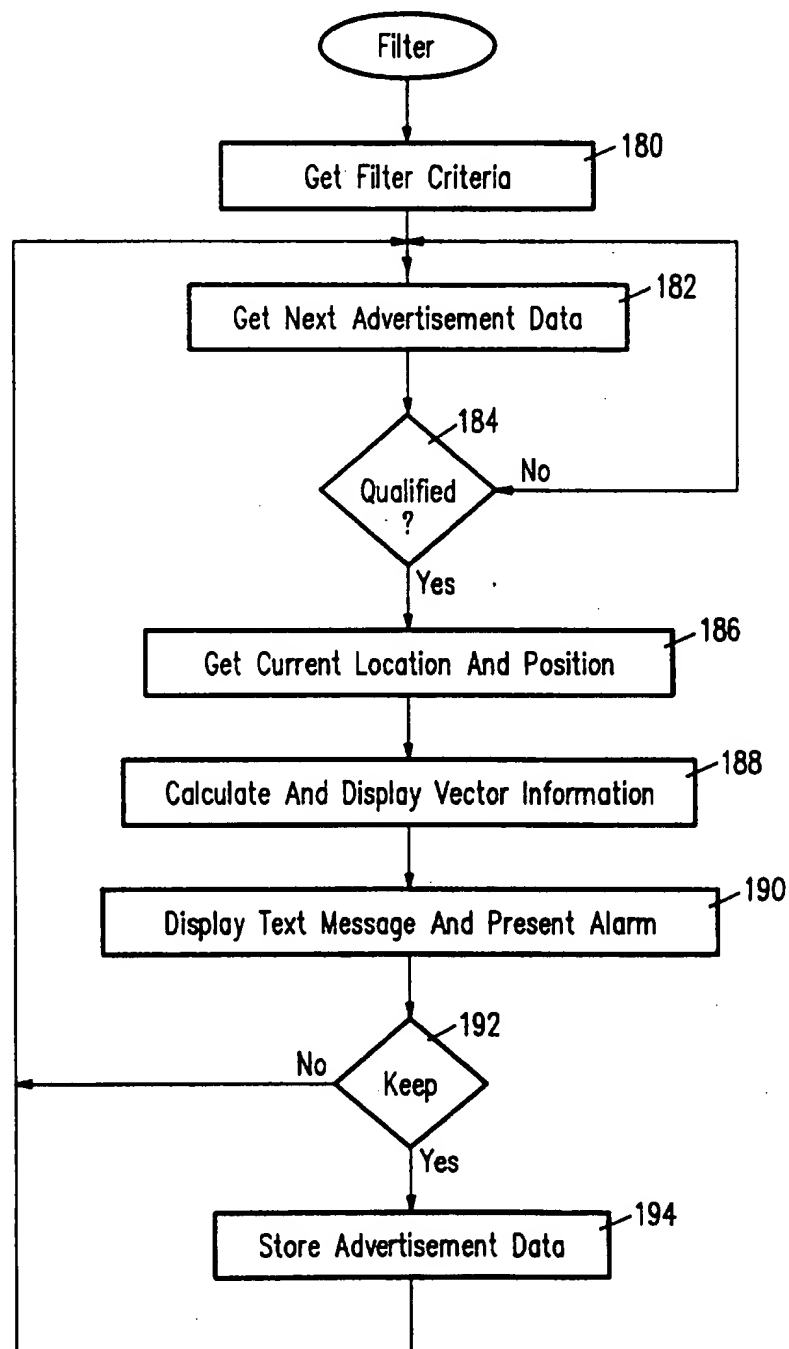 Filter
180
Get Filter Criteria
182
Get Next Advertisement Data
184
Qualified
?
No
Yes
186
Get Current Location And Position
188
Calculate And Display Vector Information
190
Display Text Message And Present Alarm
192
No
Keep
Yes
194
Store Advertisement Data